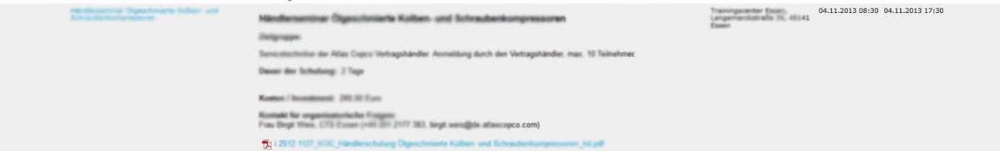 Händlerseminar Ölgeschmierte Kolben- und
Schraubenkompressoren
Händlerseminar Ölgeschmierte Kolben- und Schraubenkompressoren
Zielgruppe:
Servicetechniker der Atlas Copco Vertragshändler. Anmeldung durch den Vertragshändler, max. 10 Teilnehmer.
Dauer der Schulung: 2 Tage
Kosten / Investment: 280.00 Euro
Kontakt für organisatorische Fragen:
Frau Birgit Weis, CTS Essen (+49 201 2177 383, birgit.weis@de.atlascopco.com)
i 2012 1127_KOC_Händlerschulung Ölgeschmierte Kolben- und Schraubenkompressoren_lid.pdf
Trainingscenter Essen,
Langemarckstraße 35, 45141
Essen
04.11.2013 08:30 04.11.2013 17:30